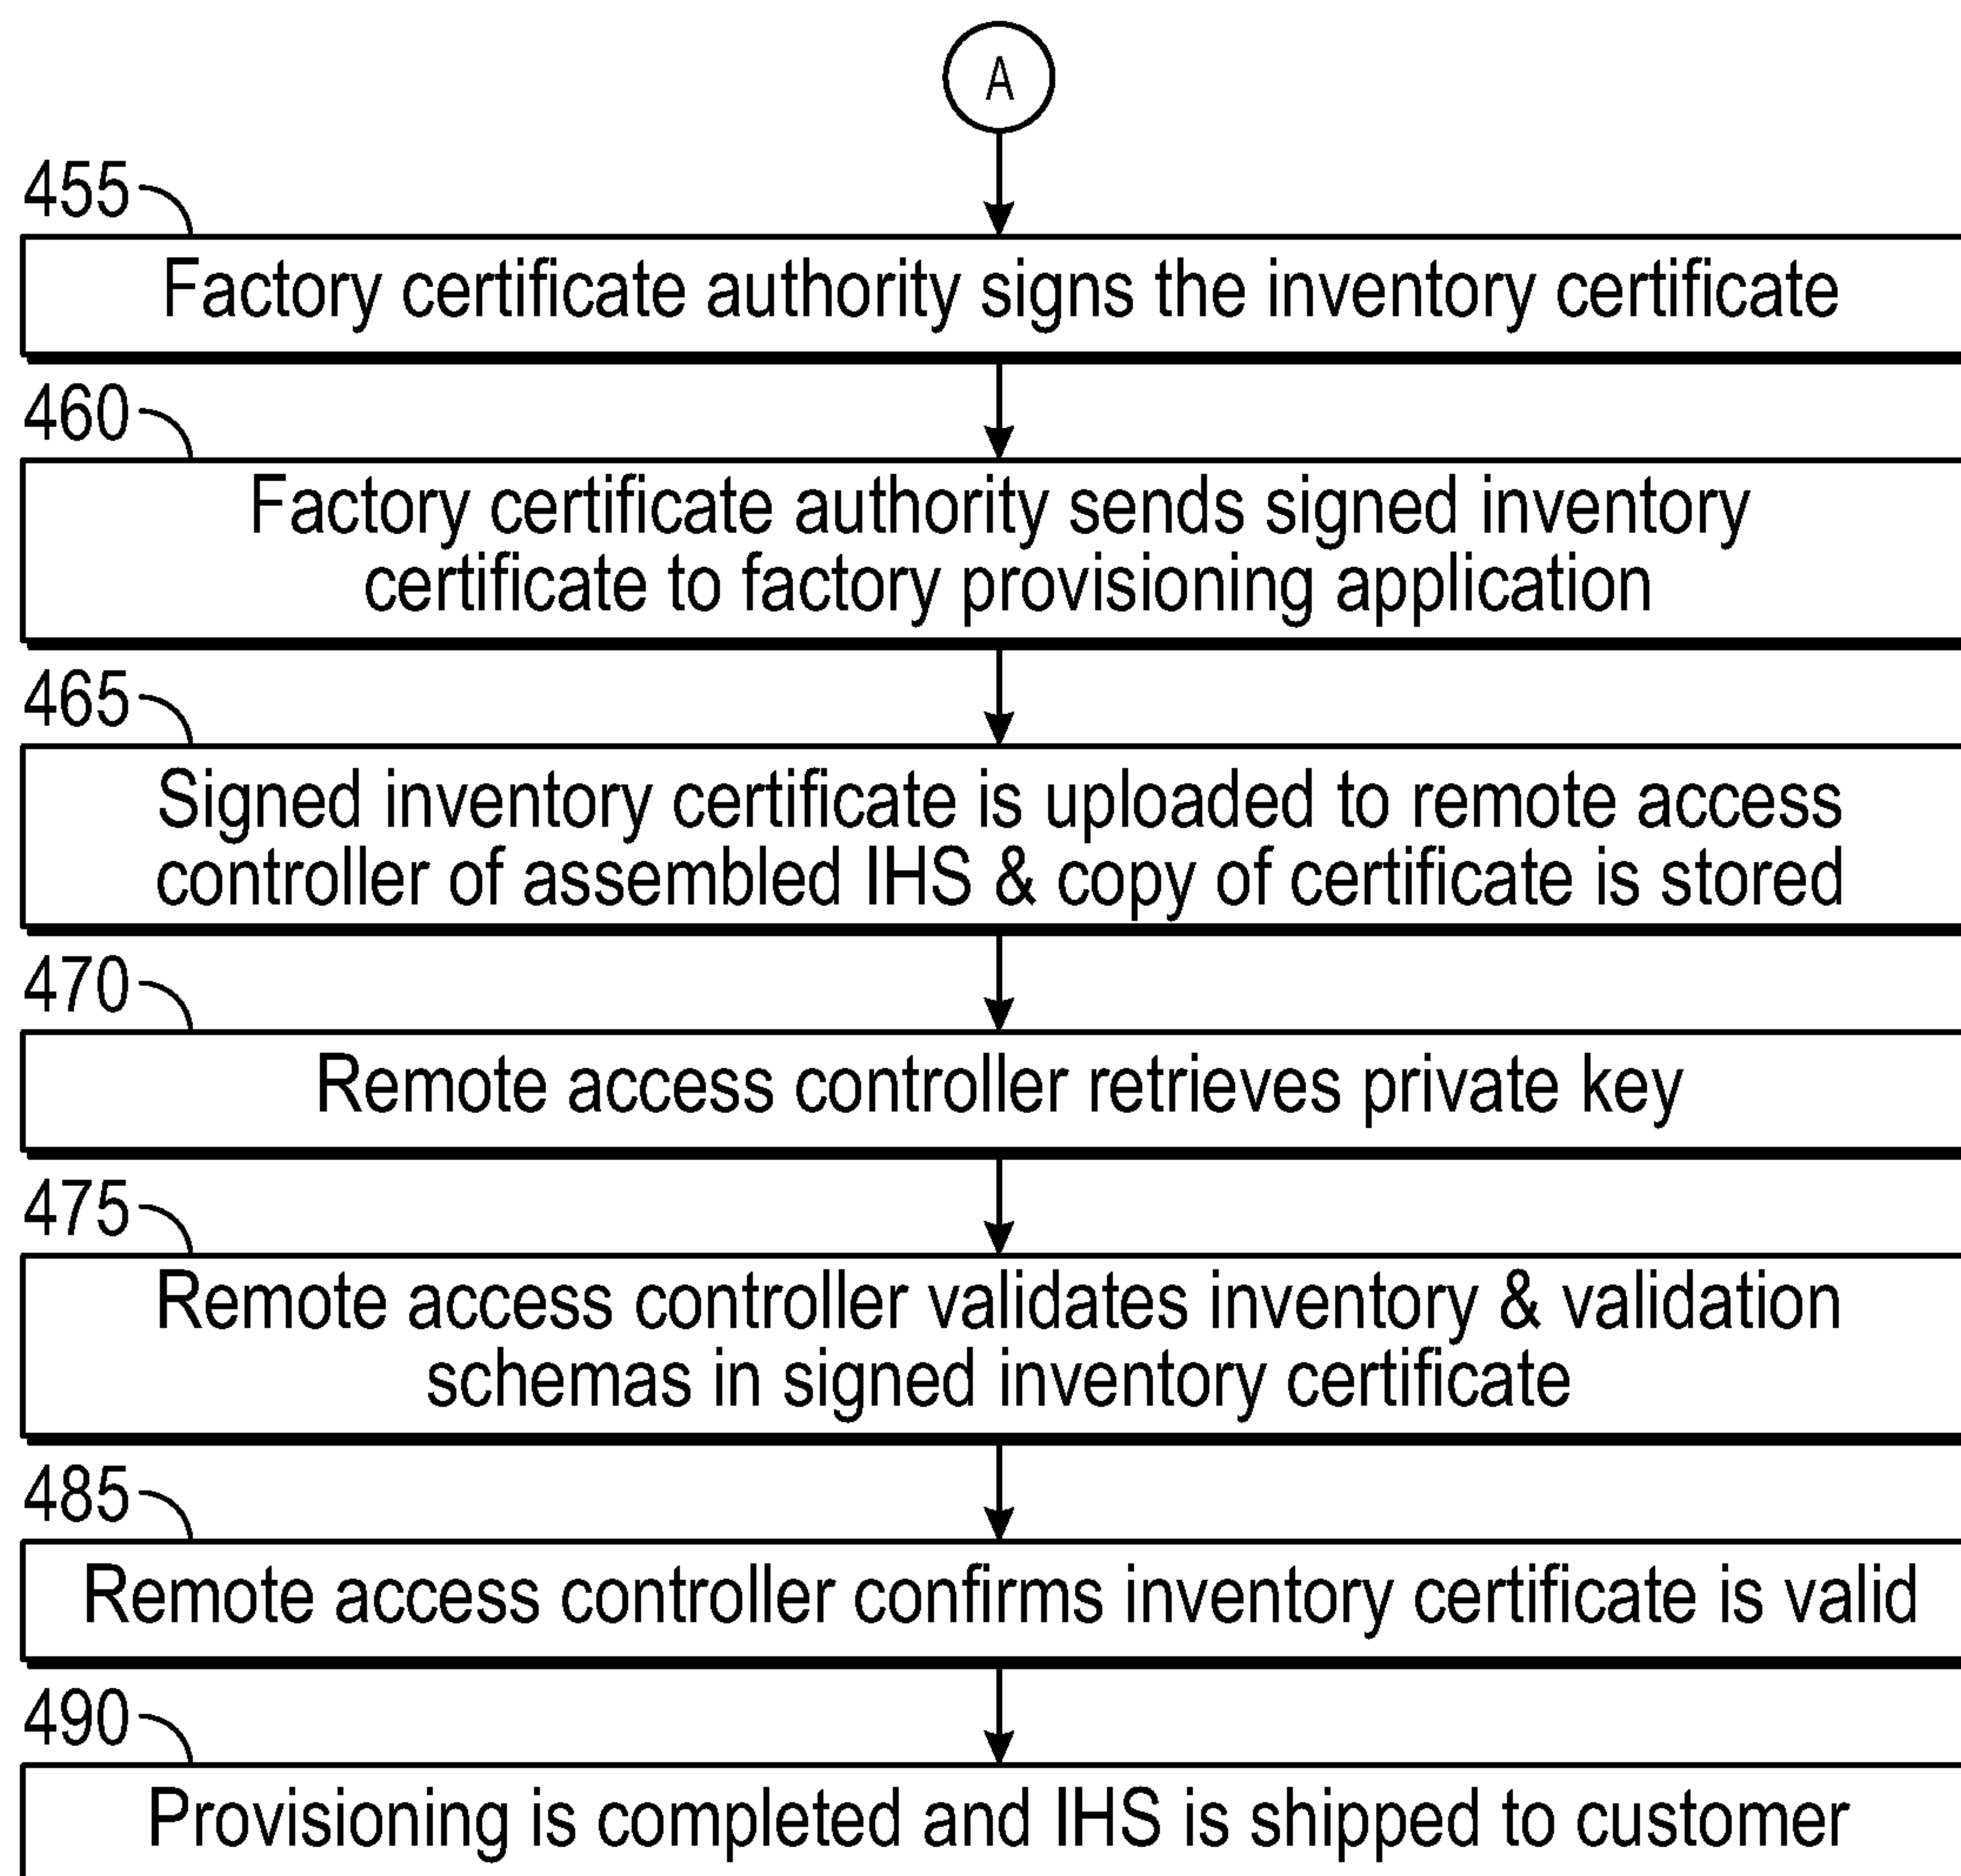 A
455
Factory certificate authority signs the inventory certificate
460
Factory certificate authority sends signed inventory
certificate to factory provisioning application
465
Signed inventory certificate is uploaded to remote access
controller of assembled IHS & copy of certificate is stored
470
Remote access controller retrieves private key
475
Remote access controller validates inventory & validation
schemas in signed inventory certificate
485
Remote access controller confirms inventory certificate is valid
490
Provisioning is completed and IHS is shipped to customer